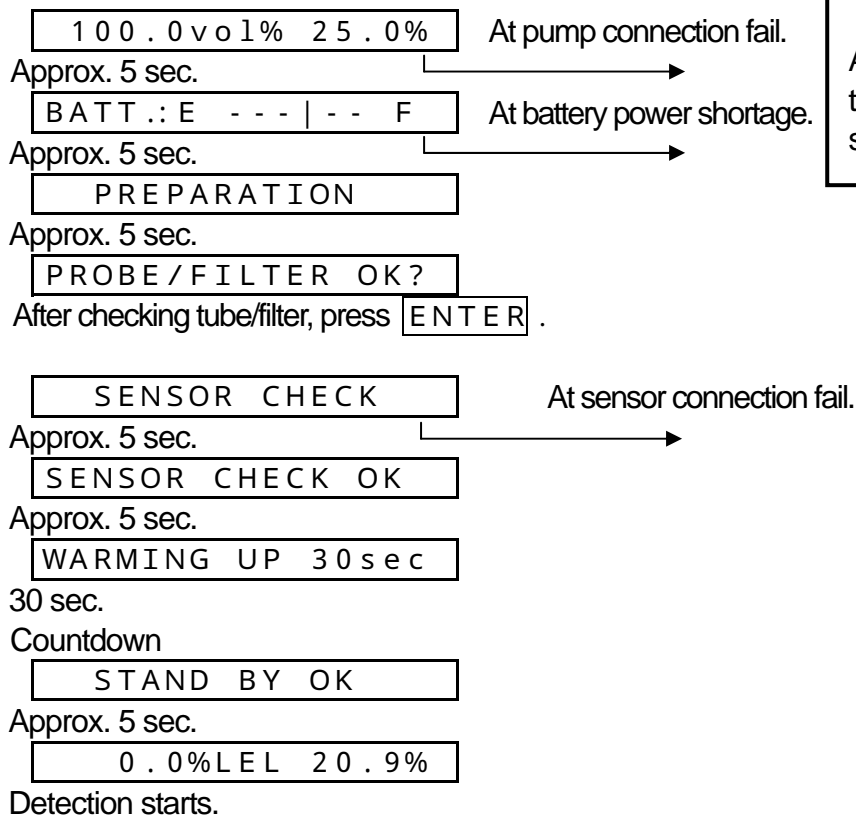 100.0vol% 25.0% At pump connection fail.
Approx. 5 sec.
BATT.:E ---|-- F At battery power shortage.
Approx. 5 sec.
PREPARATION
Approx. 5 sec.
PROBE/FILTER OK?
After checking tube/filter, press ENTER .
SENSOR CHECK At sensor connection fail.
Approx. 5 sec.
SENSOR CHECK OK
Approx. 5 sec.
WARMING UP 30sec
30 sec.
Countdown
STAND BY OK
Approx. 5 sec.
0.0%LEL 20.9%
Detection starts.